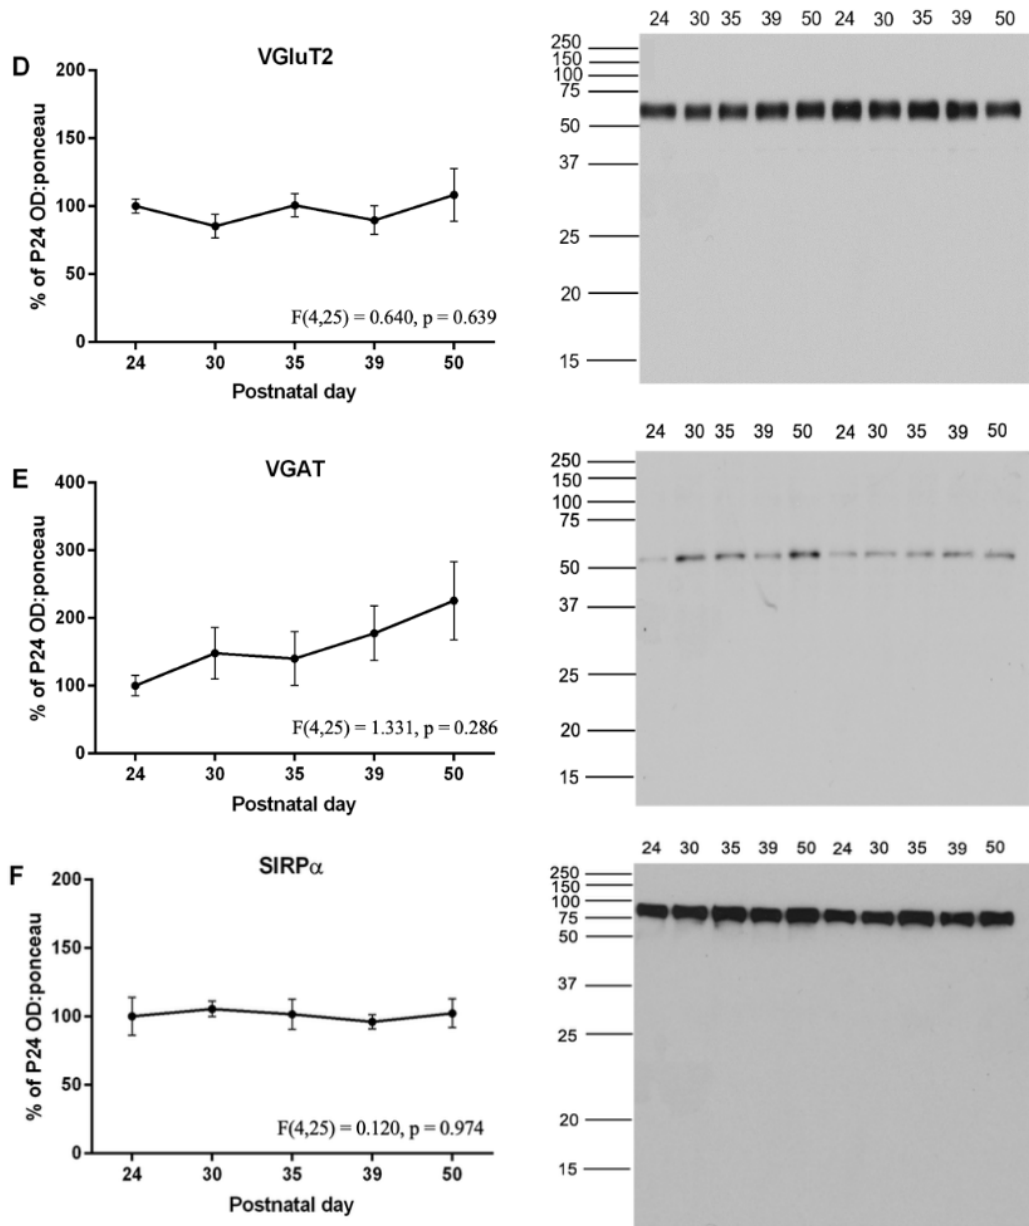 D
VGluT2
200
150
100
50
0
% of P24 OD:ponceau
F(4,25) = 0.640, p = 0.639
24 30 35 39 50
Postnatal day
24 30 35 39 50 24 30 35 39 50
250
150
100
75
50
37
25
20
15
E
VGAT
400
300
200
100
0
% of P24 OD:ponceau
F(4,25) = 1.331, p = 0.286
24 30 35 39 50
Postnatal day
24 30 35 39 50 24 30 35 39 50
250
150
100
75
50
37
25
20
15
F
SIRPα
200
150
100
50
0
% of P24 OD:ponceau
F(4,25) = 0.120, p = 0.974
24 30 35 39 50
Postnatal day
24 30 35 39 50 24 30 35 39 50
250
150
100
75
50
37
25
20
15